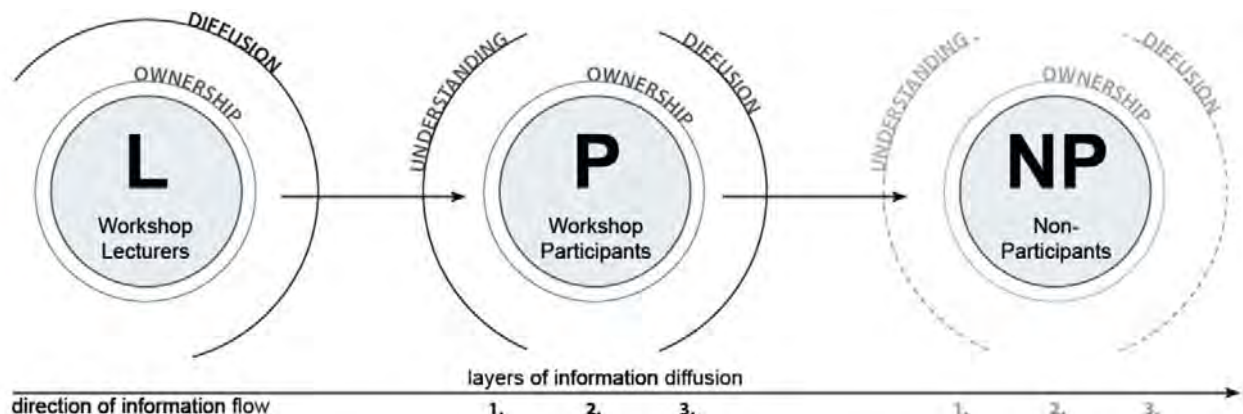 DIFFUSION
OWNERSHIP
L
Workshop
Lecturers
UNDERSTANDING
OWNERSHIP
DIFFUSION
P
Workshop
Participants
UNDERSTANDING
OWNERSHIP
DIFFUSION
NP
Non-
Participants
layers of information diffusion
direction of information flow
1. 2. 3.
1. 2. 3.